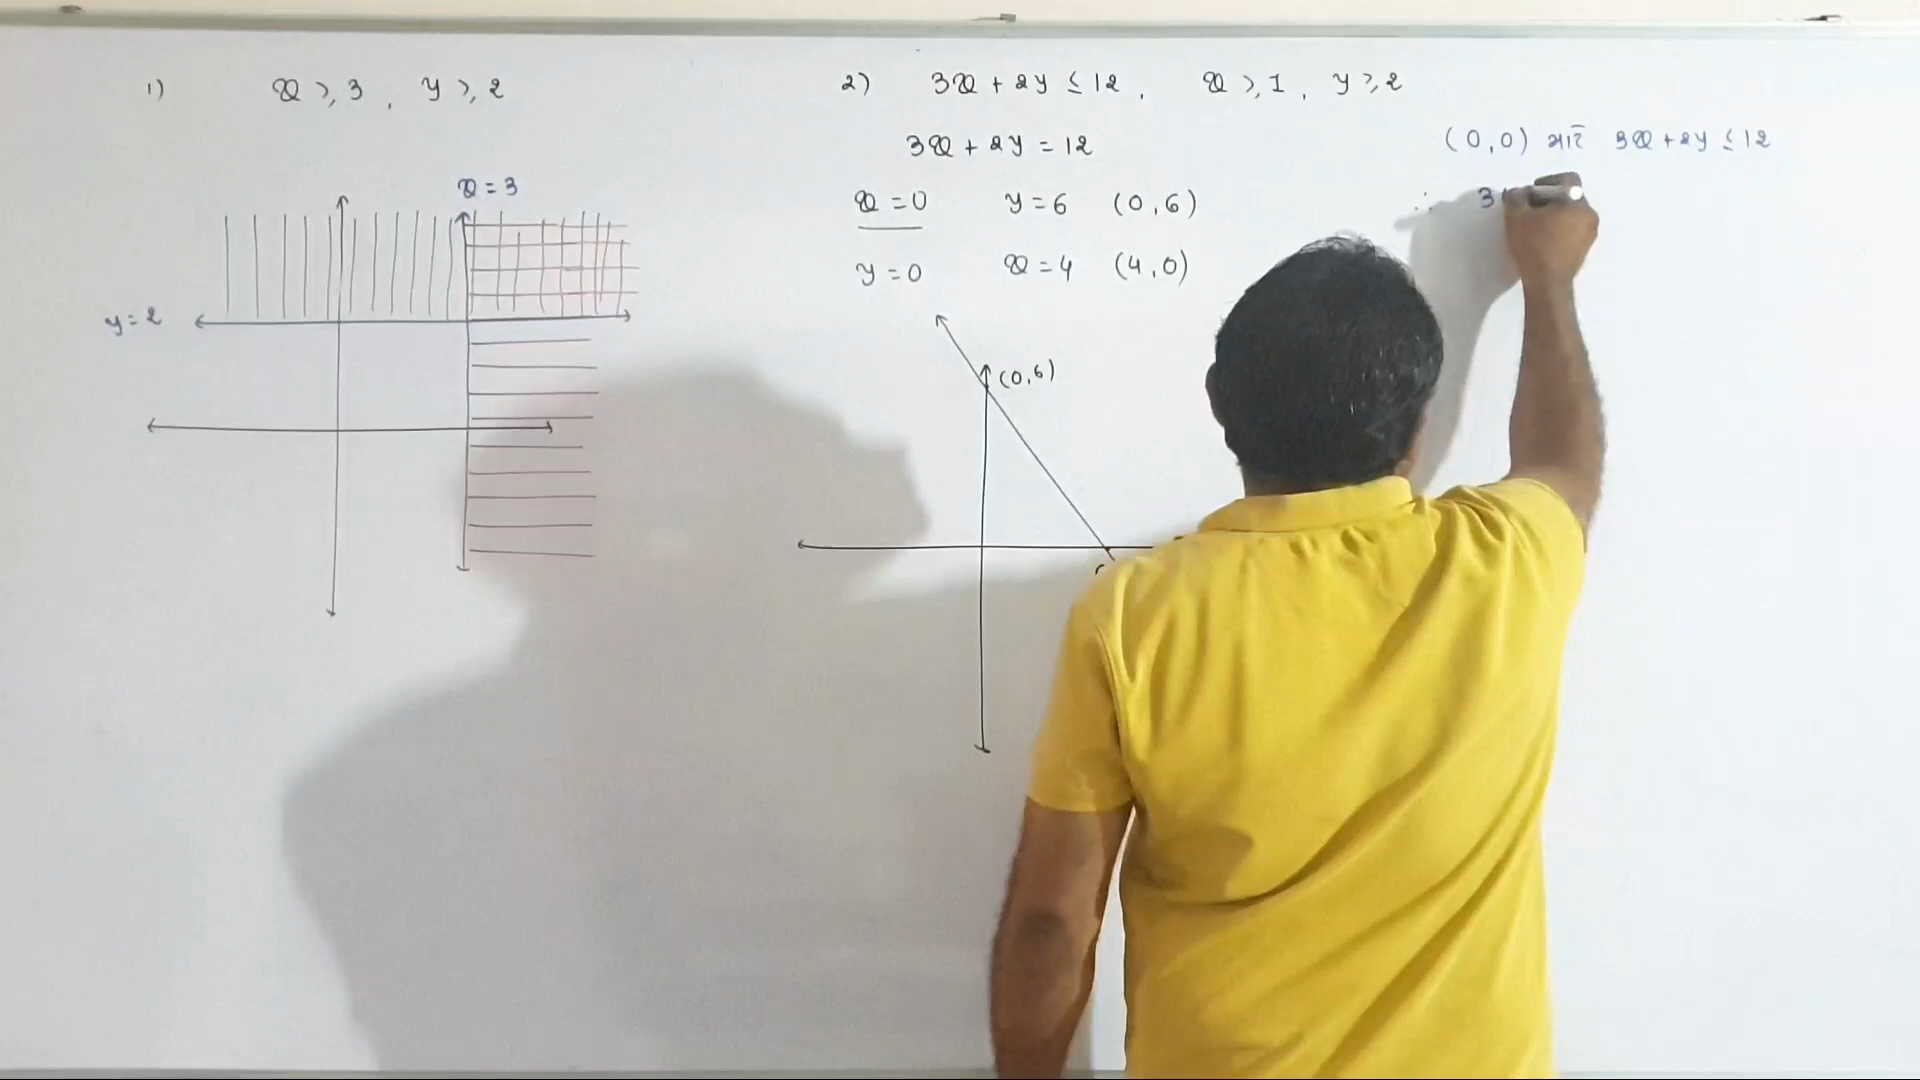 1) x ≥ 3 , y ≥ 2
x = 3
y = 2
2) 3x + 2y ≤ 12 , x ≥ 1 , y ≥ 2
3x + 2y = 12
x = 0 y = 6 (0,6)
y = 0 x = 4 (4,0)
(0,6)
(0,0) માટે 3x + 2y ≤ 12
∴ 3(